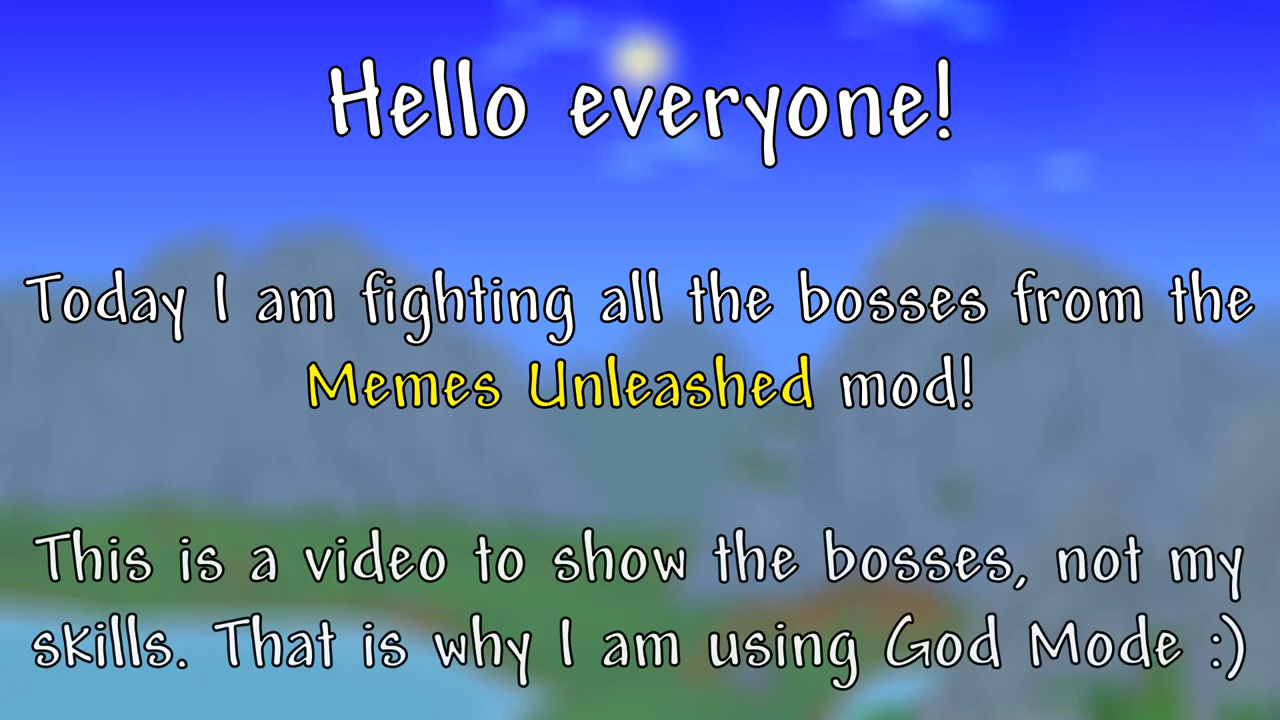 Hello everyone!
Today I am fighting all the bosses from the
Memes Unleashed mod!
This is a video to show the bosses, not my
skills. That is why I am using God Mode :)